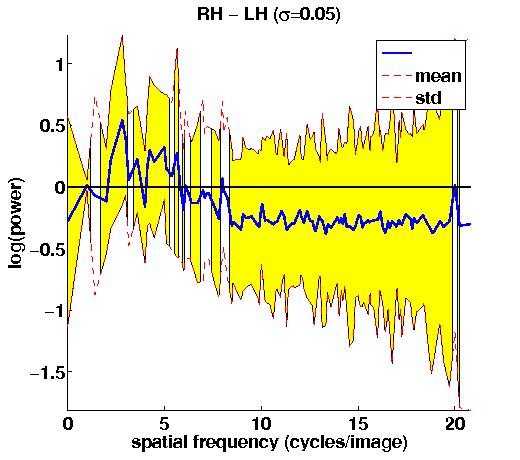 RH − LH (σ=0.05)
mean
std
1
0.5
0
−0.5
−1
−1.5
log(power)
0
5
10
15
20
spatial frequency (cycles/image)